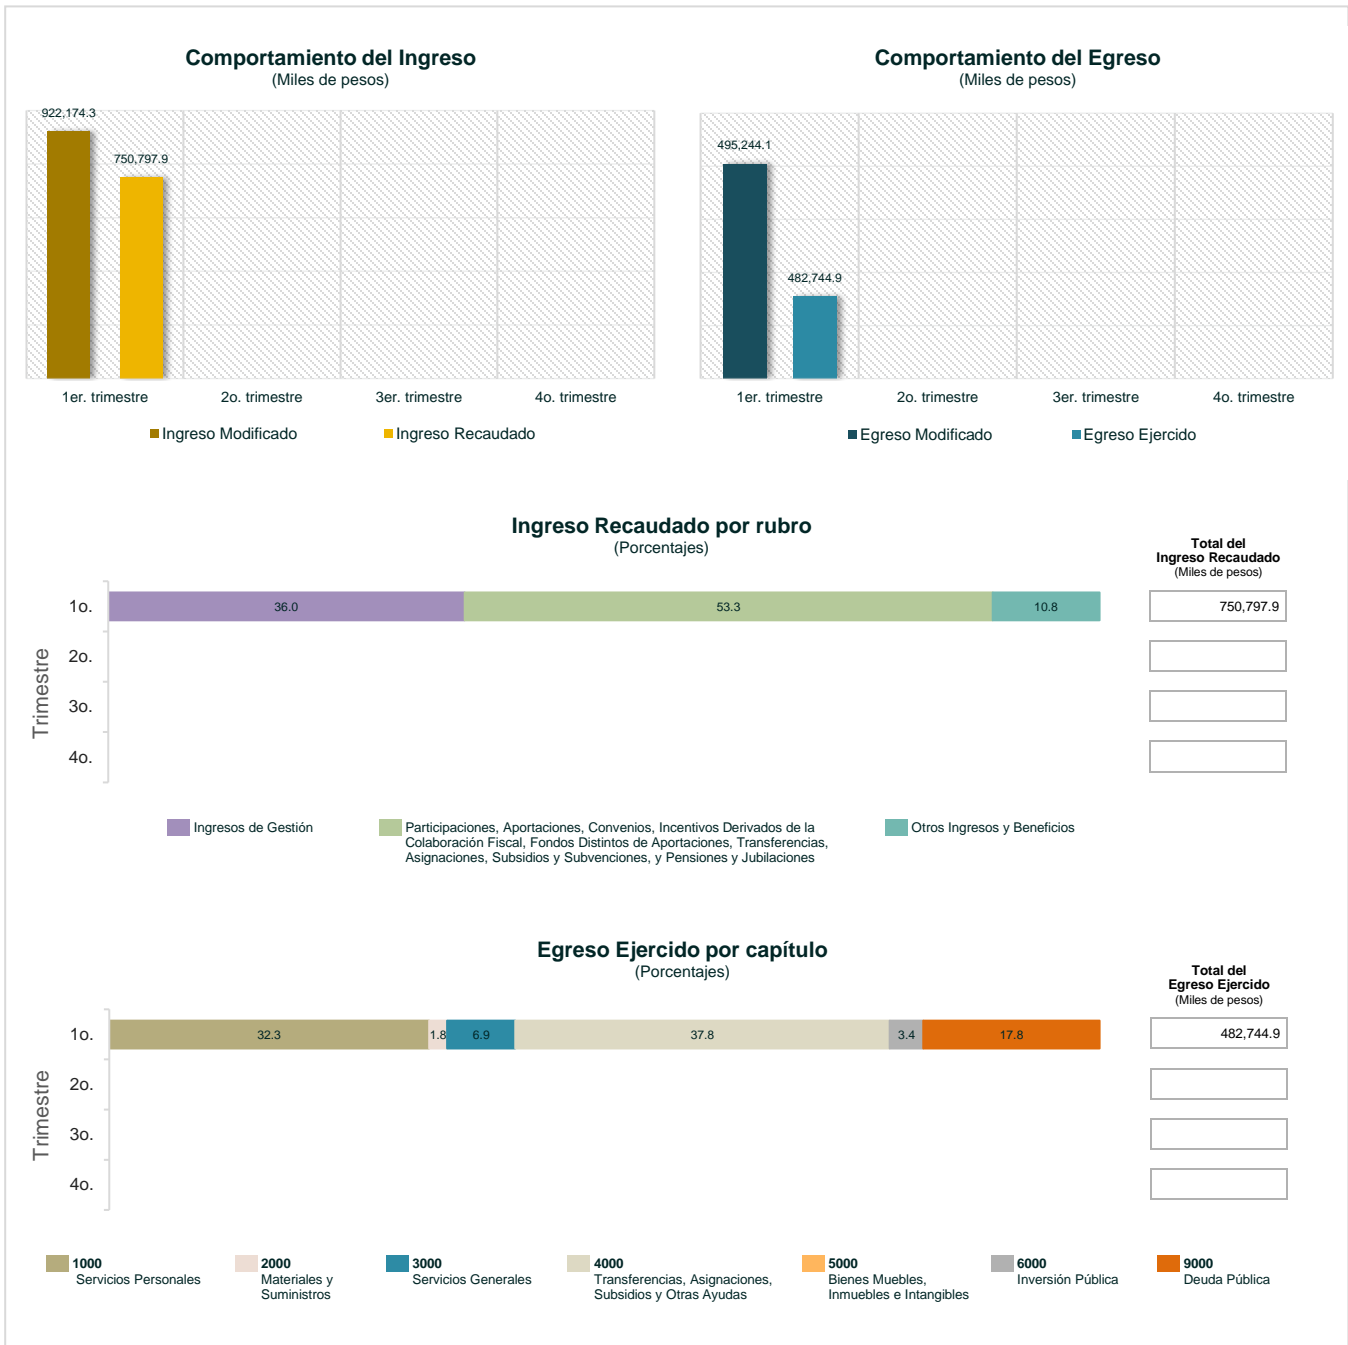 Comportamiento del Ingreso
(Miles de pesos)
922,174.3
750,797.9
1er. trimestre
2o. trimestre
3er. trimestre
4o. trimestre
Ingreso Modificado
Ingreso Recaudado
Comportamiento del Egreso
(Miles de pesos)
495,244.1
482,744.9
1er. trimestre
2o. trimestre
3er. trimestre
4o. trimestre
Egreso Modificado
Egreso Ejercido
Ingreso Recaudado por rubro
(Porcentajes)
Total del
Ingreso Recaudado
(Miles de pesos)
Trimestre
1o.
36.0
53.3
10.8
750,797.9
2o.
3o.
4o.
Ingresos de Gestión
Participaciones, Aportaciones, Convenios, Incentivos Derivados de la
Colaboración Fiscal, Fondos Distintos de Aportaciones, Transferencias,
Asignaciones, Subsidios y Subvenciones, y Pensiones y Jubilaciones
Otros Ingresos y Beneficios
Egreso Ejercido por capítulo
(Porcentajes)
Total del
Egreso Ejercido
(Miles de pesos)
Trimestre
1o.
32.3
1.8
6.9
37.8
3.4
17.8
482,744.9
2o.
3o.
4o.
1000
Servicios Personales
2000
Materiales y
Suministros
3000
Servicios Generales
4000
Transferencias, Asignaciones,
Subsidios y Otras Ayudas
5000
Bienes Muebles,
Inmuebles e Intangibles
6000
Inversión Pública
9000
Deuda Pública